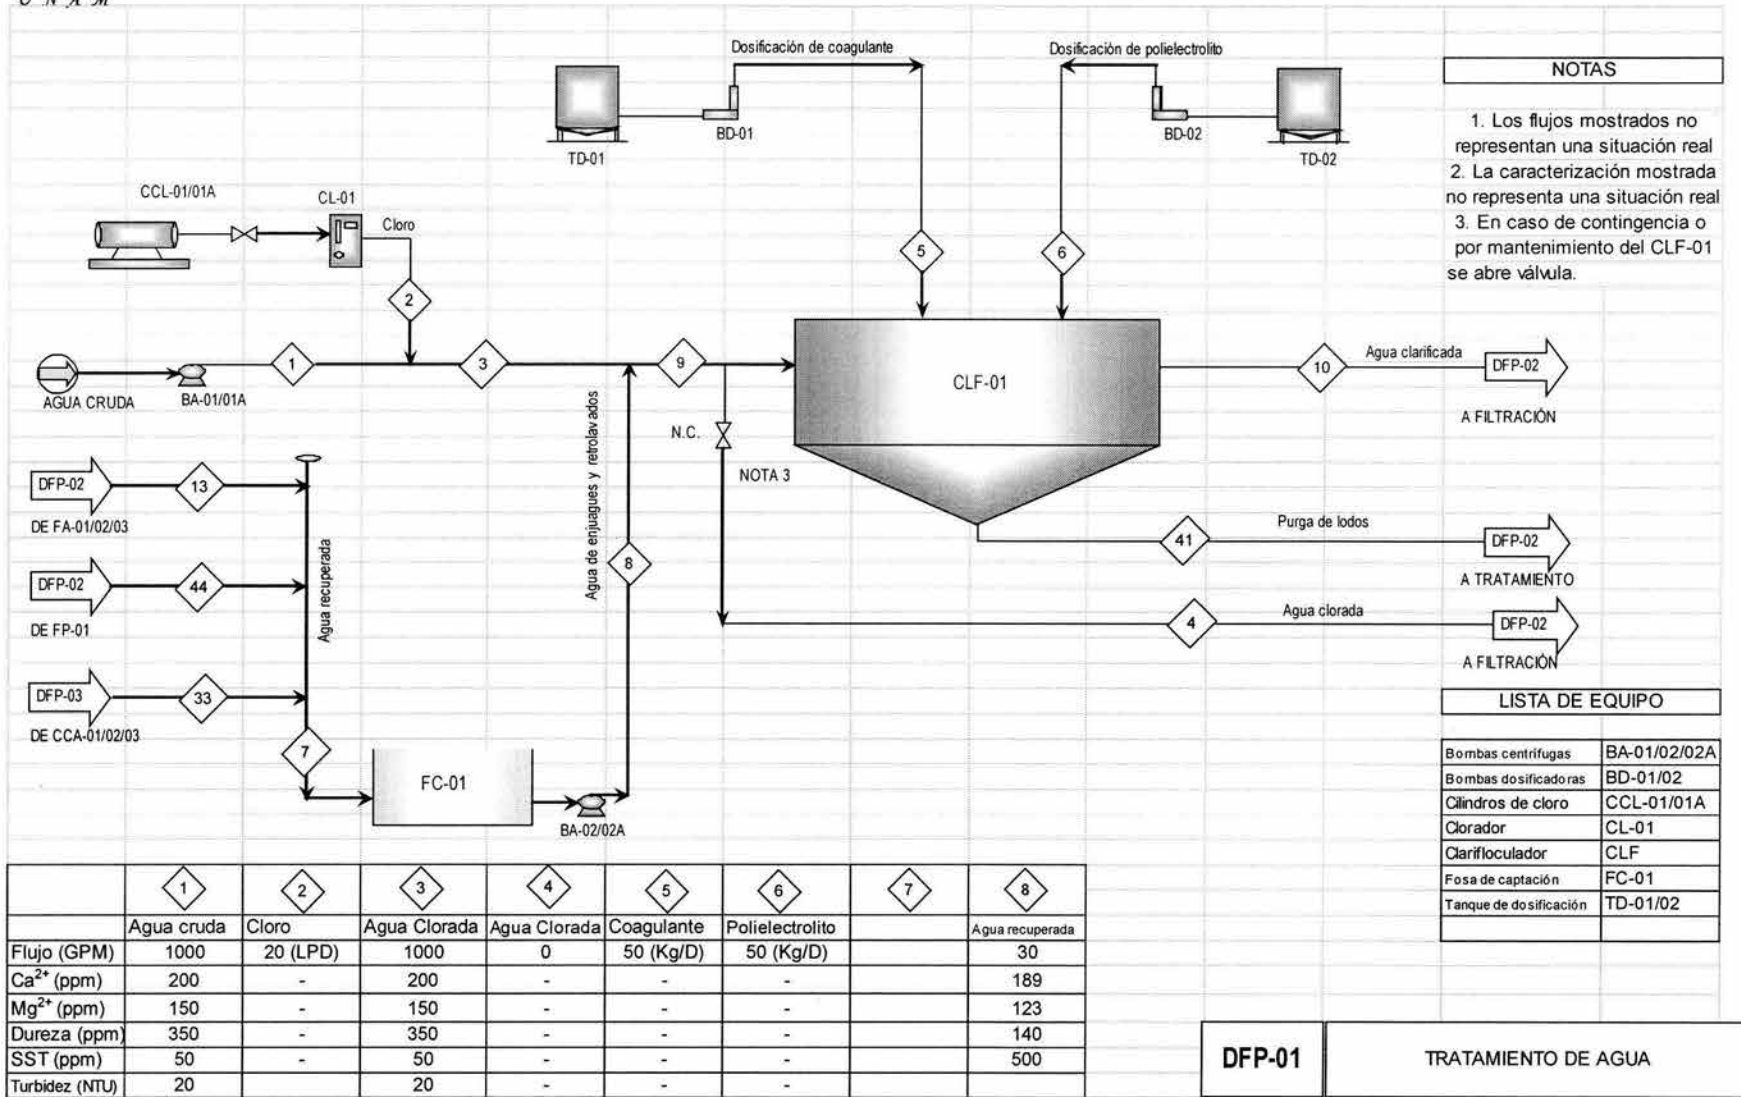 U N A M
Dosificación de coagulante
Dosificación de polielectrolito
NOTAS
1. Los flujos mostrados no
representan una situación real
2. La caracterización mostrada
no representa una situación real
3. En caso de contingencia o
por mantenimiento del CLF-01
se abre válvula.
BD-01
BD-02
TD-01
TD-02
CCL-01/01A
CL-01
Cloro
2
5
6
1
3
9
CLF-01
10
Agua clarificada
DFP-02
A FILTRACIÓN
AGUA CRUDA
BA-01/01A
N.C.
NOTA 3
Agua de enjuagues y retrolavados
8
DFP-02
13
DE FA-01/02/03
DFP-02
44
DE FP-01
Agua recuperada
DFP-03
33
DE CCA-01/02/03
7
FC-01
BA-02/02A
41
Purga de lodos
DFP-02
A TRATAMIENTO
4
Agua clorada
DFP-02
A FILTRACIÓN
LISTA DE EQUIPO
Bombas centrífugas BA-01/02/02A
Bombas dosificadoras BD-01/02
Cilindros de cloro CCL-01/01A
Clorador CL-01
Clarifloculador CLF
Fosa de captación FC-01
Tanque de dosificación TD-01/02
1 2 3 4 5 6 7 8
Agua cruda Cloro Agua Clorada Agua Clorada Coagulante Polielectrolito Agua recuperada
Flujo (GPM) 1000 20 (LPD) 1000 0 50 (Kg/D) 50 (Kg/D) 30
Ca²⁺ (ppm) 200 - 200 - - - 189
Mg²⁺ (ppm) 150 - 150 - - - 123
Dureza (ppm) 350 - 350 - - - 140
SST (ppm) 50 - 50 - - - 500
Turbidez (NTU) 20 20 - - -
DFP-01 TRATAMIENTO DE AGUA